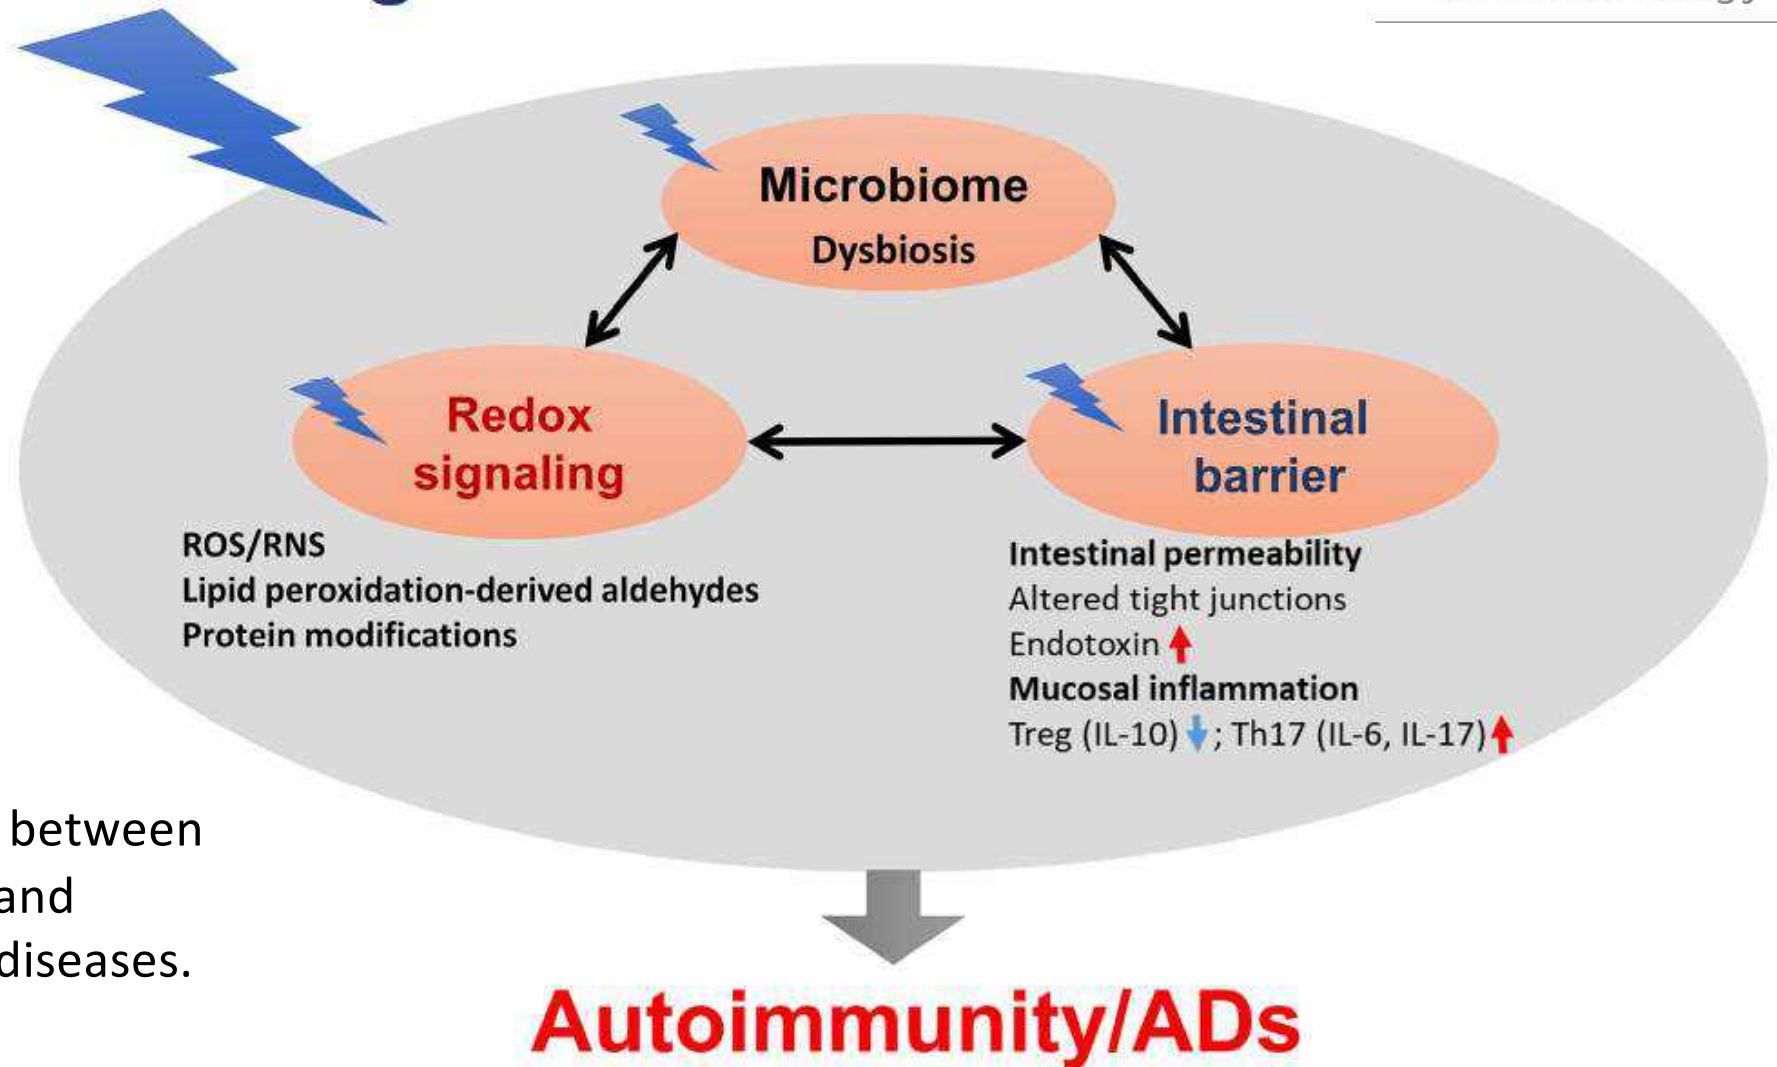 Microbiome
Dysbiosis
Redox
signaling
Intestinal
barrier
ROS/RNS
Lipid peroxidation-derived aldehydes
Protein modifications
Intestinal permeability
Altered tight junctions
Endotoxin
Mucosal inflammation
Treg (IL-10) ; Th17 (IL-6, IL-17)
between
and
diseases.
Autoimmunity/ADs